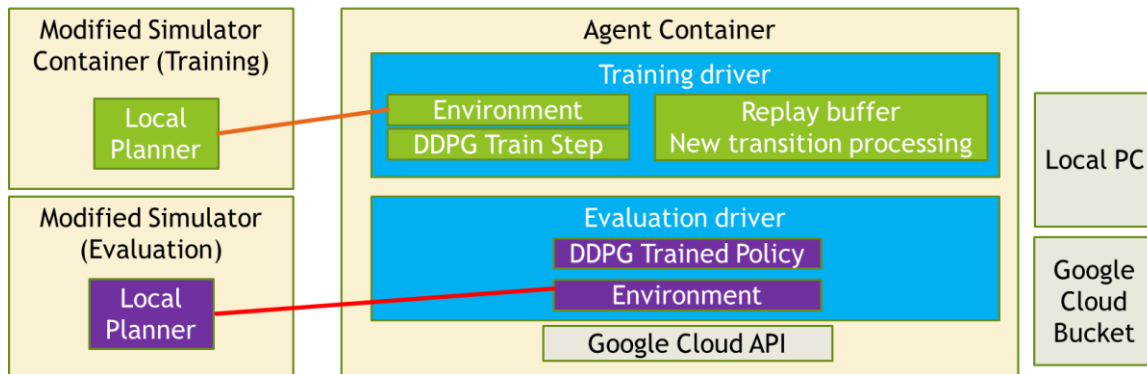 Modified Simulator
Container (Training)
Local
Planner
Modified Simulator
(Evaluation)
Local
Planner
Agent Container
Training driver
Environment
DDPG Train Step
Replay buffer
New transition processing
Evaluation driver
DDPG Trained Policy
Environment
Google Cloud API
Local PC
Google
Cloud
Bucket